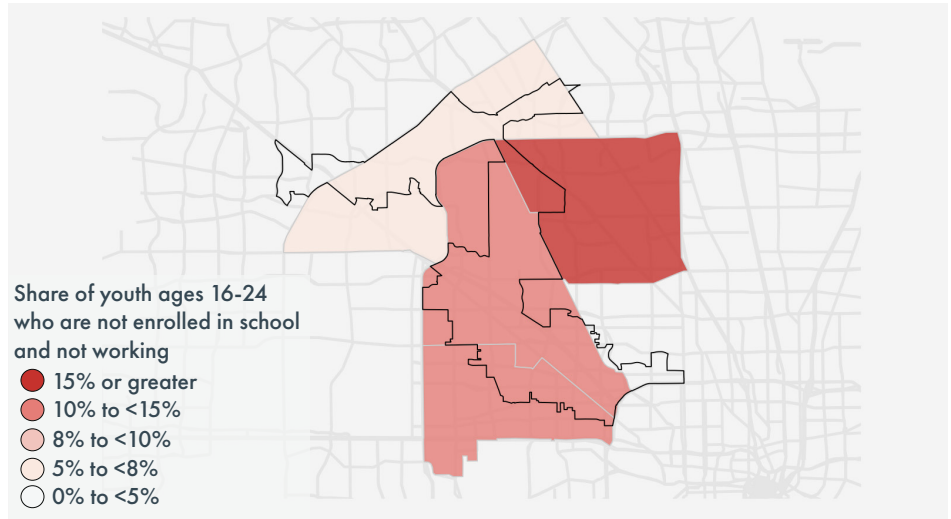 Share of youth ages 16-24
who are not enrolled in school
and not working
15% or greater
10% to <15%
8% to <10%
5% to <8%
0% to <5%